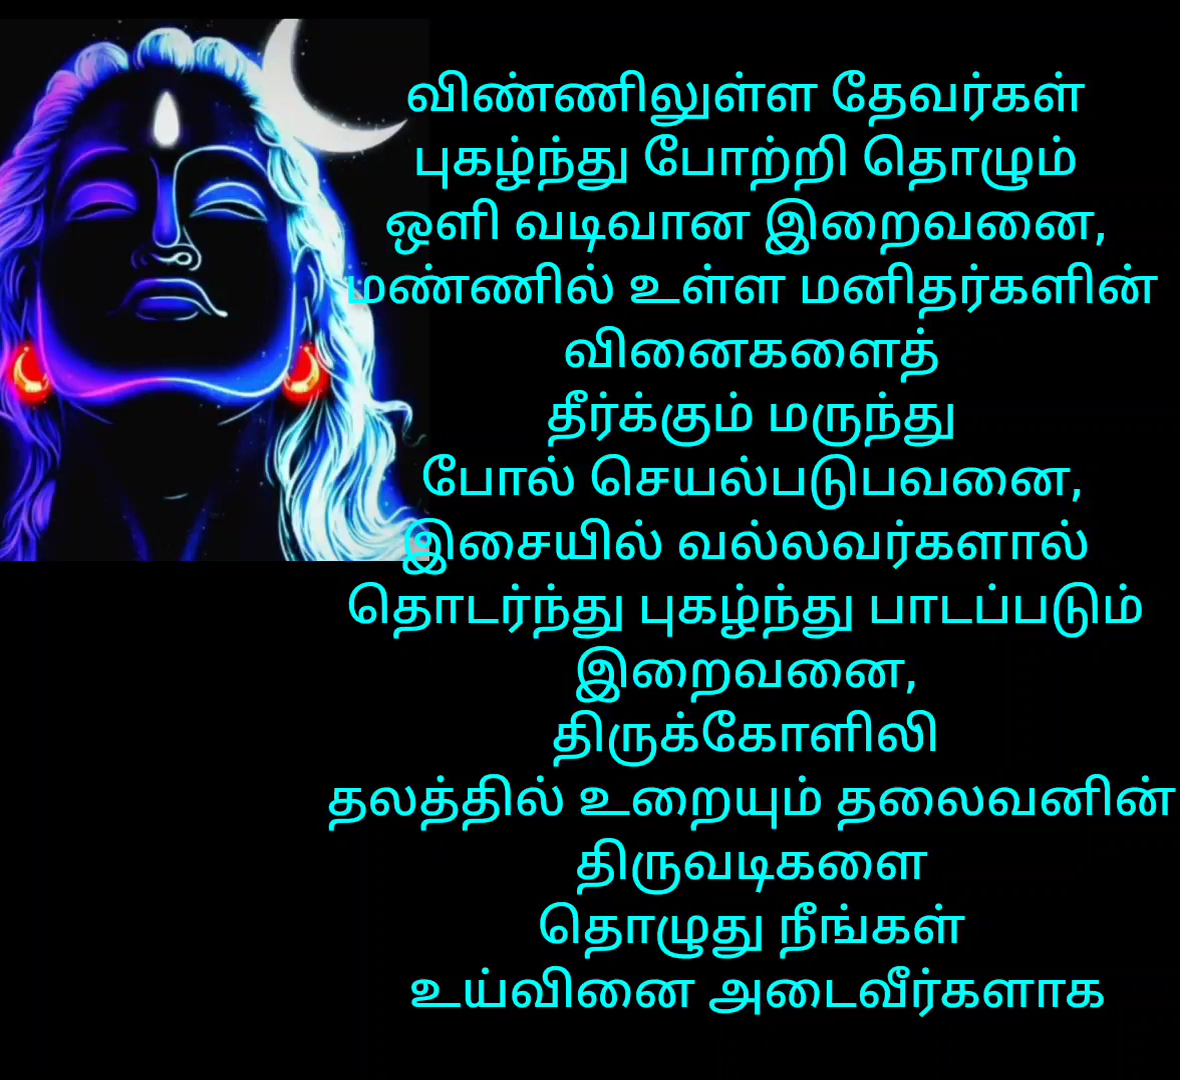 விண்ணிலுள்ள தேவர்கள்
புகழ்ந்து போற்றி தொழும்
ஒளி வடிவான இறைவனை,
மண்ணில் உள்ள மனிதர்களின்
வினைகளைத்
தீர்க்கும் மருந்து
போல் செயல்படுபவனை,
இசையில் வல்லவர்களால்
தொடர்ந்து புகழ்ந்து பாடப்படும்
இறைவனை,
திருக்கோளிலி
தலத்தில் உறையும் தலைவனின்
திருவடிகளை
தொழுது நீங்கள்
உய்வினை அடைவீர்களாக